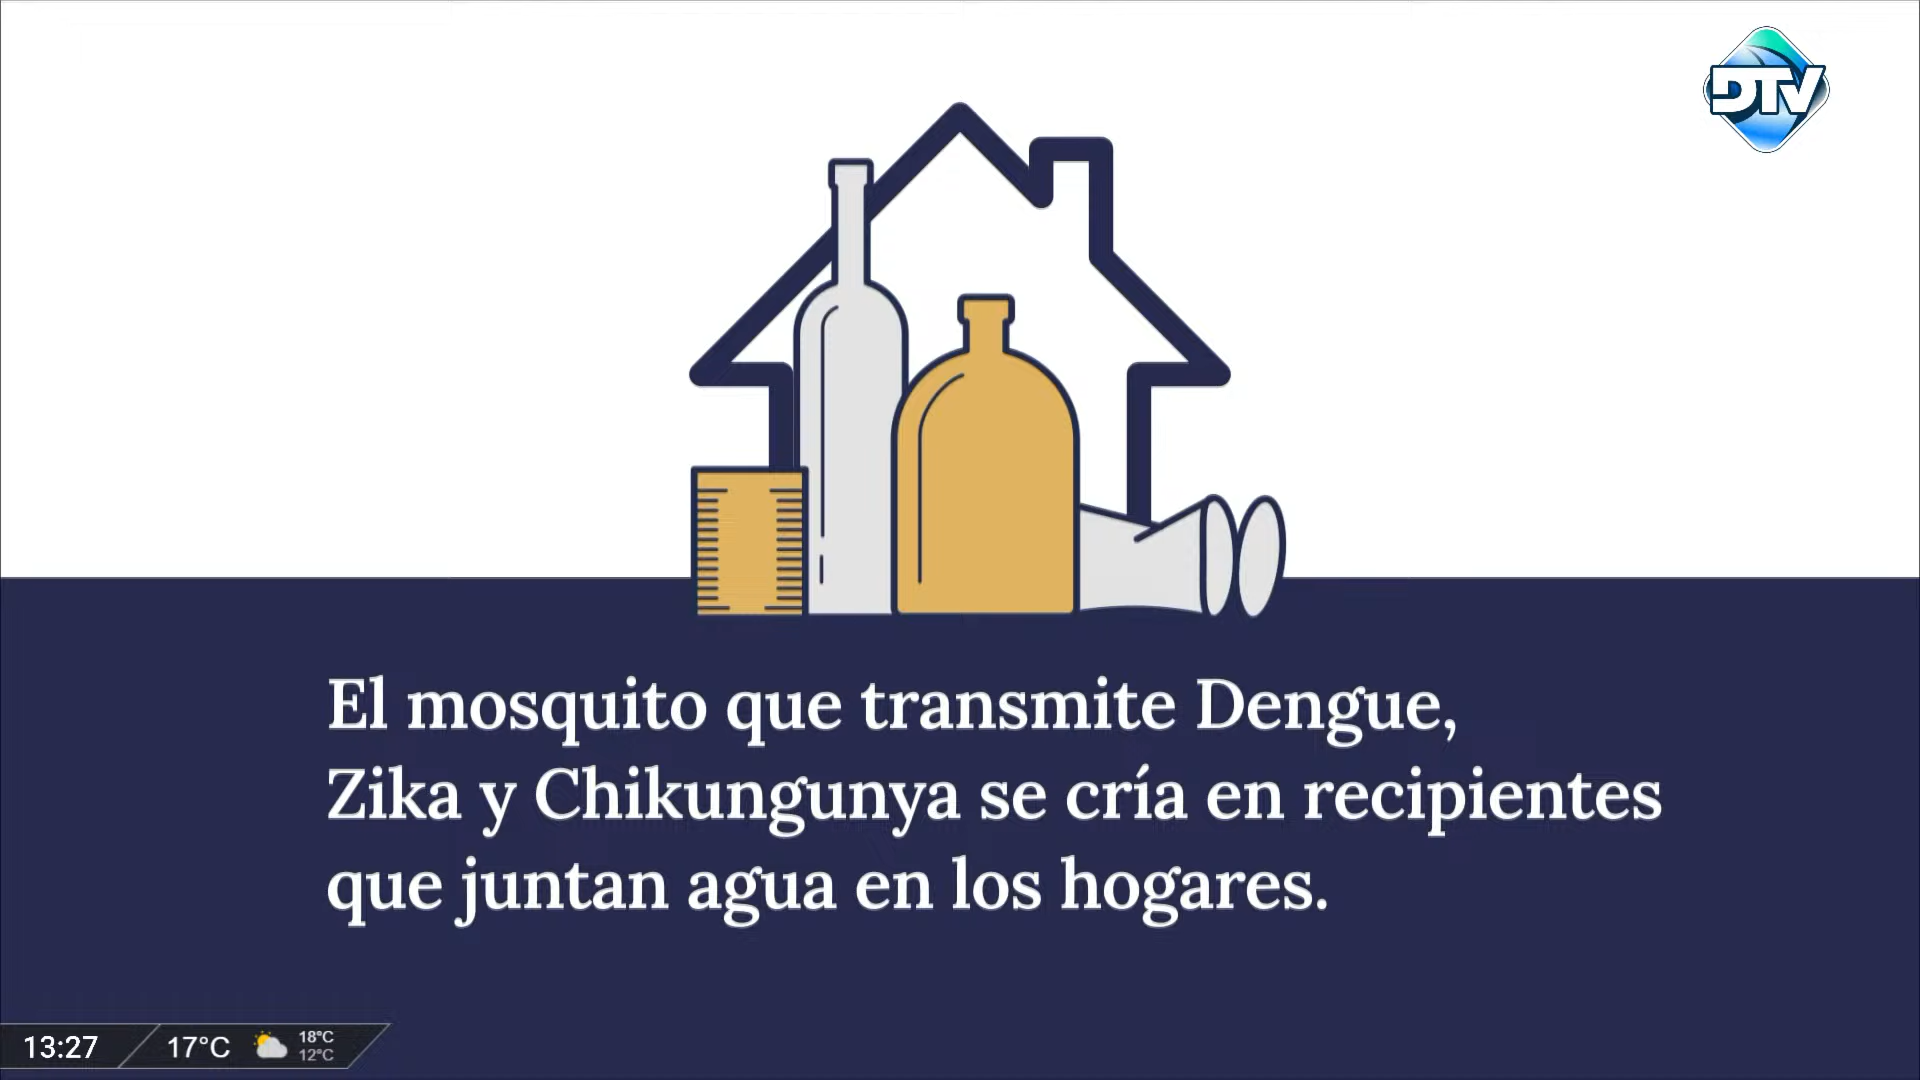 DTV
El mosquito que transmite Dengue,
Zika y Chikungunya se cría en recipientes
que juntan agua en los hogares.
13:27
17°C
18°C
12°C